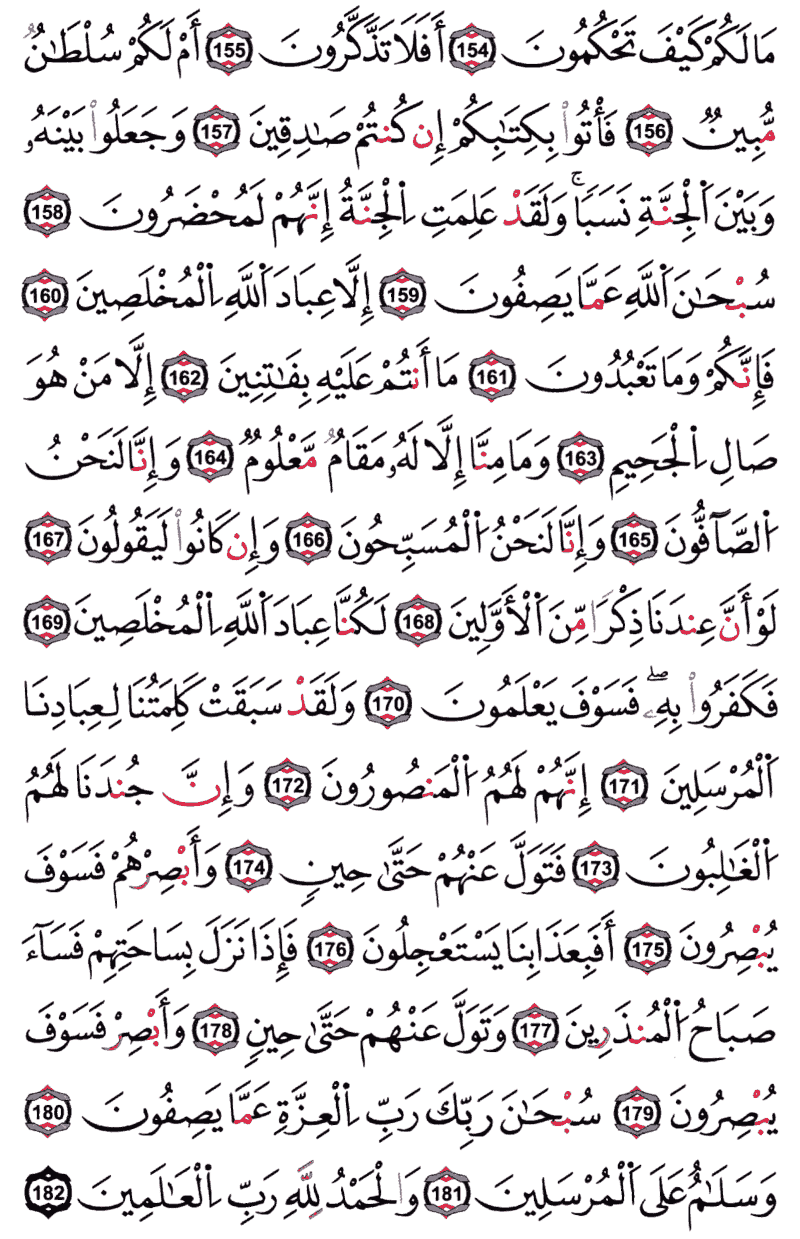 مَا لَكُمْ كَيْفَ تَحْكُمُونَ 154 أَفَلَا تَذَّكَّرُونَ 155 أَمْ لَكُمْ سُلْطَانٌ
مُّبِينٌ 156 فَأْتُوا۟ بِكِتَابِكُمْ إِن كُنتُمْ صَادِقِينَ 157 وَجَعَلُوا۟ بَيْنَهُۥ
وَبَيْنَ ٱلْجِنَّةِ نَسَبًا ۚ وَلَقَدْ عَلِمَتِ ٱلْجِنَّةُ إِنَّهُمْ لَمُحْضَرُونَ 158
سُبْحَٰنَ ٱللَّهِ عَمَّا يَصِفُونَ 159 إِلَّا عِبَادَ ٱللَّهِ ٱلْمُخْلَصِينَ 160
فَإِنَّكُمْ وَمَا تَعْبُدُونَ 161 مَا أَنتُمْ عَلَيْهِ بِفَٰتِنِينَ 162 إِلَّا مَنْ هُوَ
صَالِ ٱلْجَحِيمِ 163 وَمَا مِنَّا إِلَّا لَهُۥ مَقَامٌ مَّعْلُومٌ 164 وَإِنَّا لَنَحْنُ
ٱلصَّآفُّونَ 165 وَإِنَّا لَنَحْنُ ٱلْمُسَبِّحُونَ 166 وَإِن كَانُوا۟ لَيَقُولُونَ 167
لَوْ أَنَّ عِندَنَا ذِكْرًا مِّنَ ٱلْأَوَّلِينَ 168 لَكُنَّا عِبَادَ ٱللَّهِ ٱلْمُخْلَصِينَ 169
فَكَفَرُوا۟ بِهِۦ ۖ فَسَوْفَ يَعْلَمُونَ 170 وَلَقَدْ سَبَقَتْ كَلِمَتُنَا لِعِبَادِنَا
ٱلْمُرْسَلِينَ 171 إِنَّهُمْ لَهُمُ ٱلْمَنصُورُونَ 172 وَإِنَّ جُندَنَا لَهُمُ
ٱلْغَٰلِبُونَ 173 فَتَوَلَّ عَنْهُمْ حَتَّىٰ حِينٍ 174 وَأَبْصِرْهُمْ فَسَوْفَ
يُبْصِرُونَ 175 أَفَبِعَذَابِنَا يَسْتَعْجِلُونَ 176 فَإِذَا نَزَلَ بِسَاحَتِهِمْ فَسَآءَ
صَبَاحُ ٱلْمُنذَرِينَ 177 وَتَوَلَّ عَنْهُمْ حَتَّىٰ حِينٍ 178 وَأَبْصِرْ فَسَوْفَ
يُبْصِرُونَ 179 سُبْحَٰنَ رَبِّكَ رَبِّ ٱلْعِزَّةِ عَمَّا يَصِفُونَ 180
وَسَلَٰمٌ عَلَى ٱلْمُرْسَلِينَ 181 وَٱلْحَمْدُ لِلَّهِ رَبِّ ٱلْعَٰلَمِينَ 182